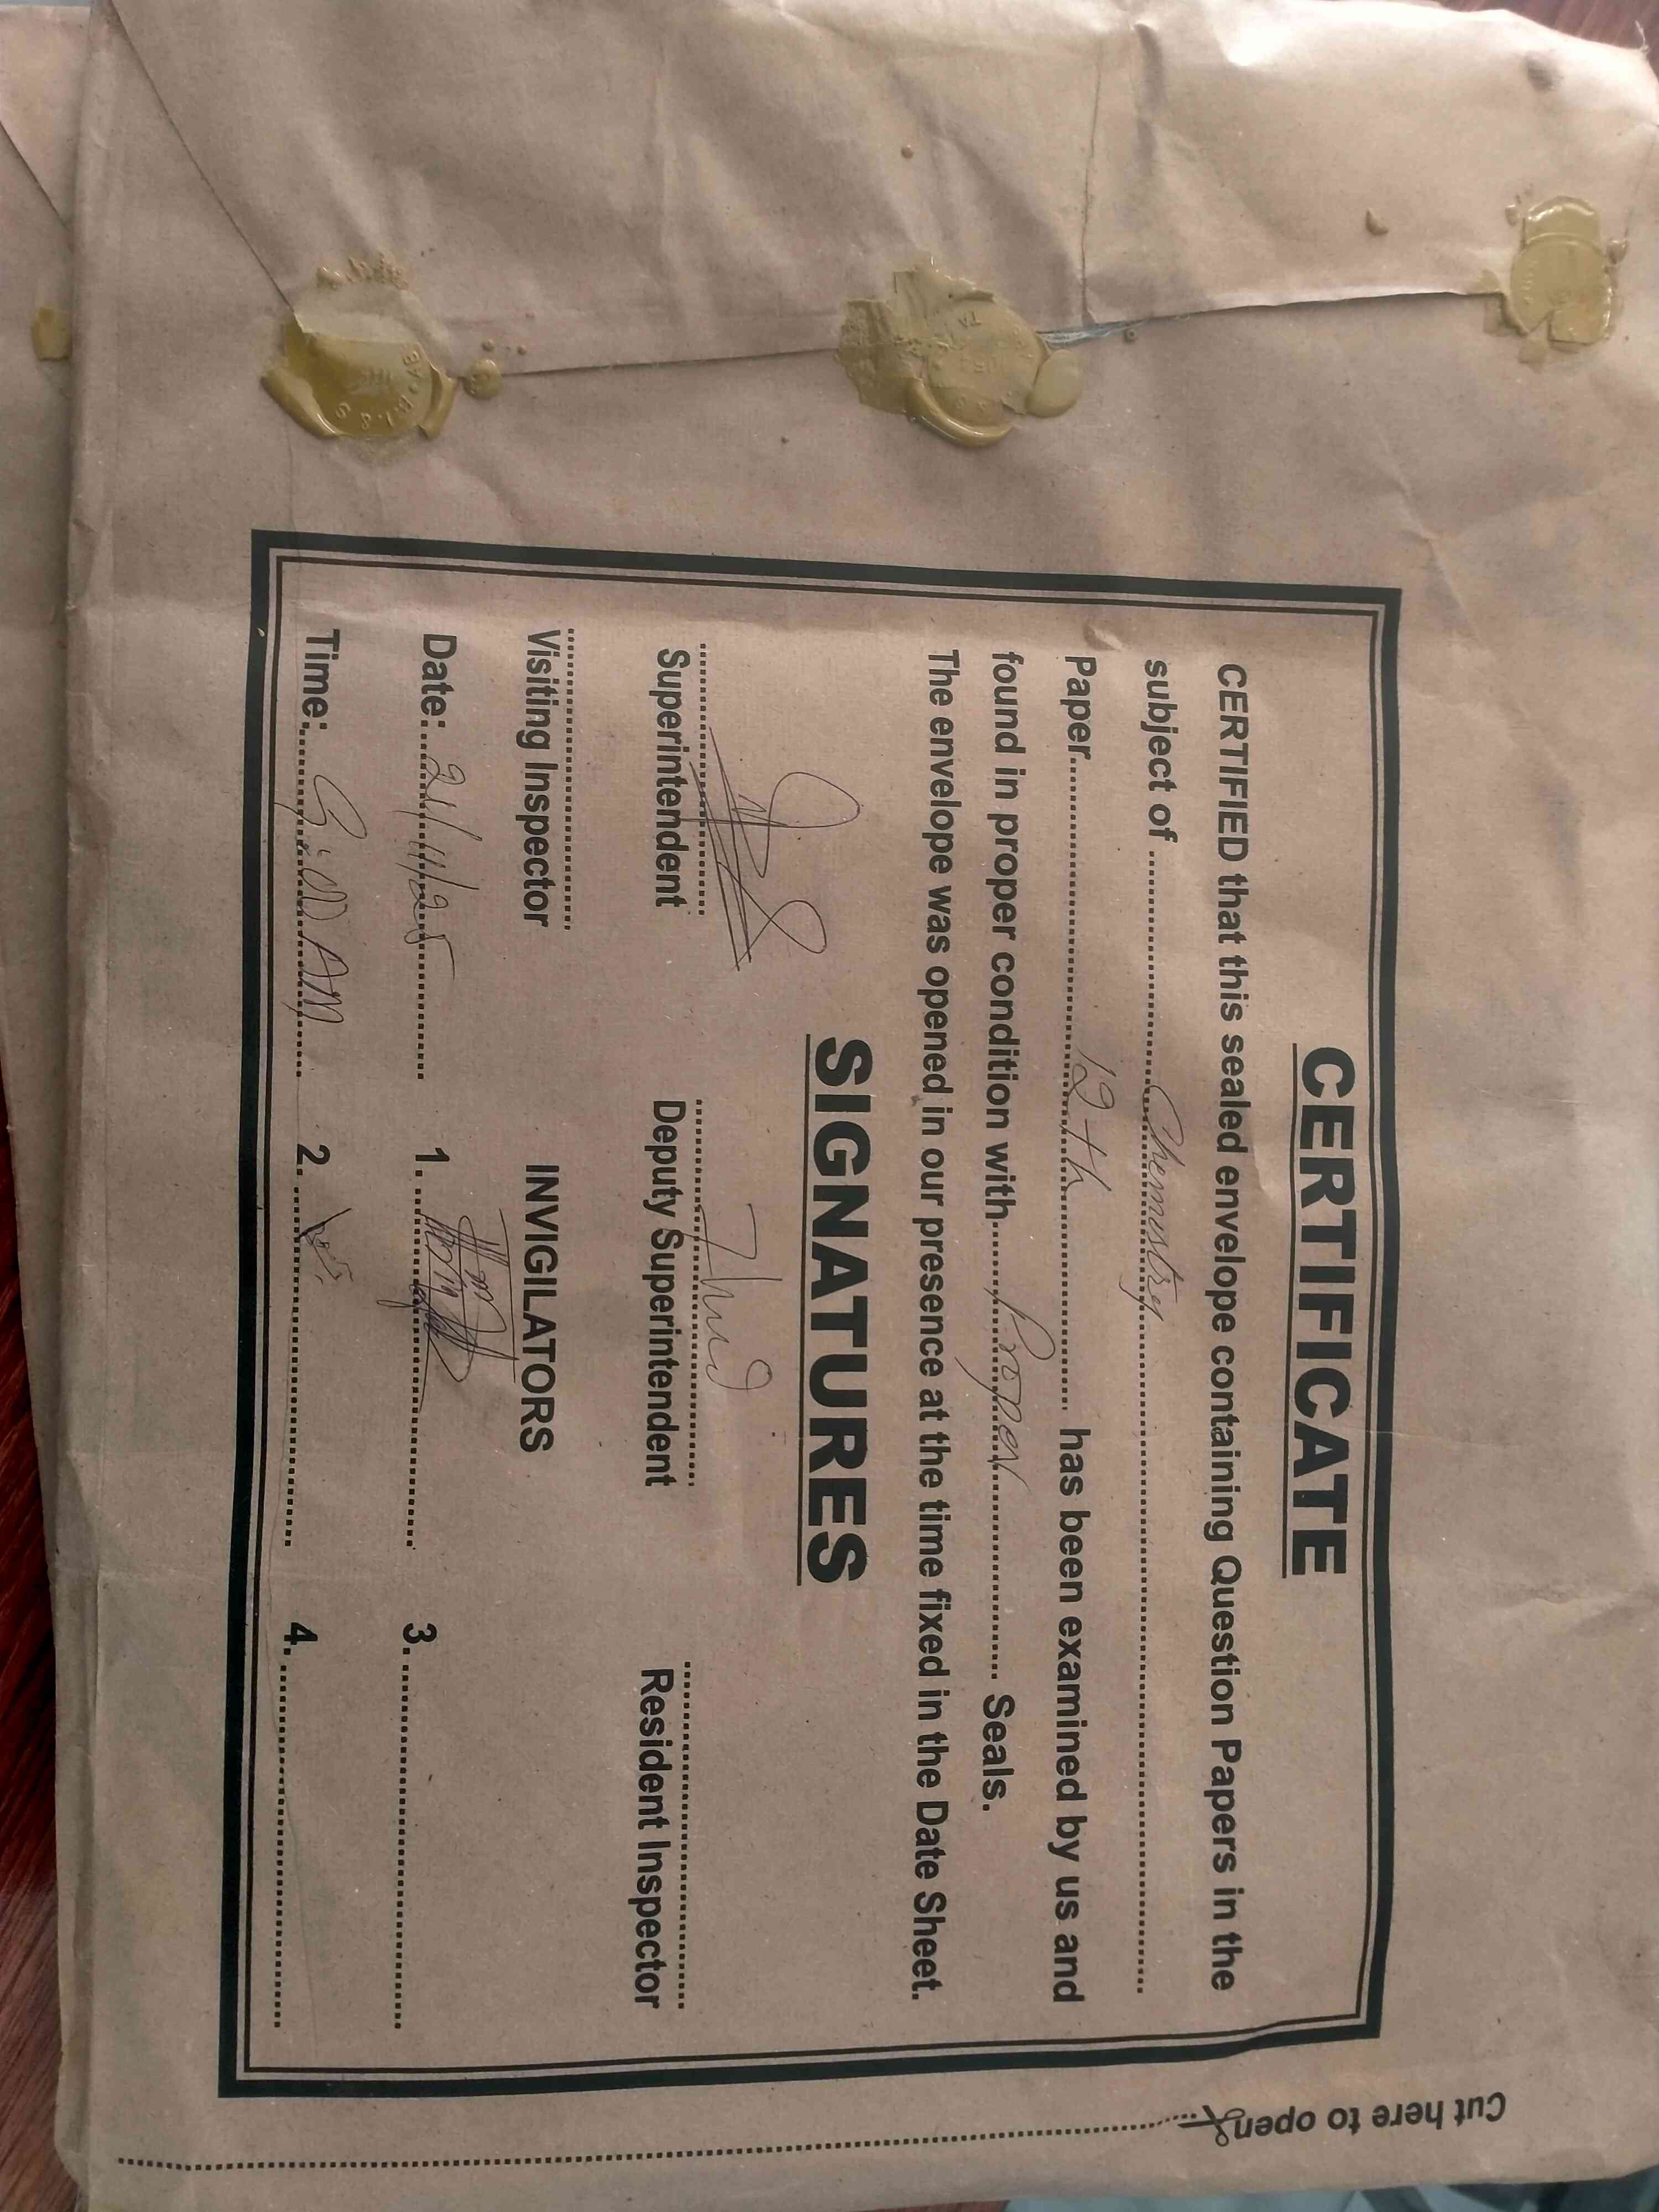 CERTIFICATE
CERTIFIED that this sealed envelope containing Question Papers in the
subject of ........ Chemistry ........
Paper ........ 12th ........ has been examined by us and
found in proper condition with ........ Proper ........ Seals.
The envelope was opened in our presence at the time fixed in the Date Sheet.
SIGNATURES
Superintendent Deputy Superintendent Resident Inspector
Visiting Inspector INVIGILATORS
Date: 21/11/25 1. ........ 3. ........
Time: 9:00 AM 2. ........ 4. ........
Cut here to open